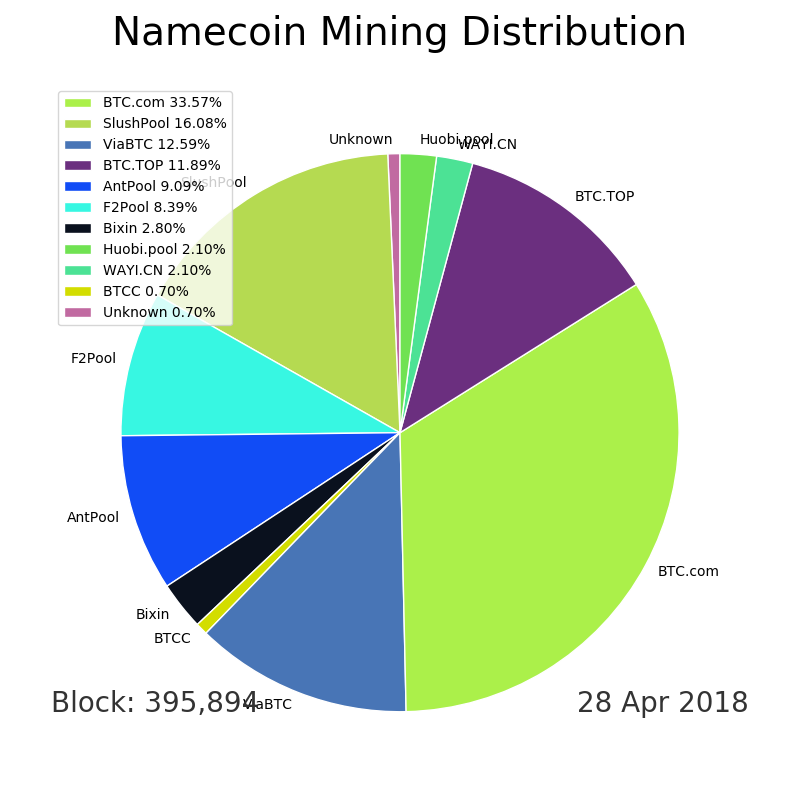 Namecoin Mining Distribution
BTC.com 33.57%
SlushPool 16.08%
ViaBTC 12.59%
BTC.TOP 11.89%
AntPool 9.09%
F2Pool 8.39%
Bixin 2.80%
Huobi.pool 2.10%
WAYI.CN 2.10%
BTCC 0.70%
Unknown 0.70%
Unknown
Huobi.pool
WAYI.CN
SlushPool
BTC.TOP
F2Pool
AntPool
BTC.com
Bixin
BTCC
ViaBTC
Block: 395,894
28 Apr 2018